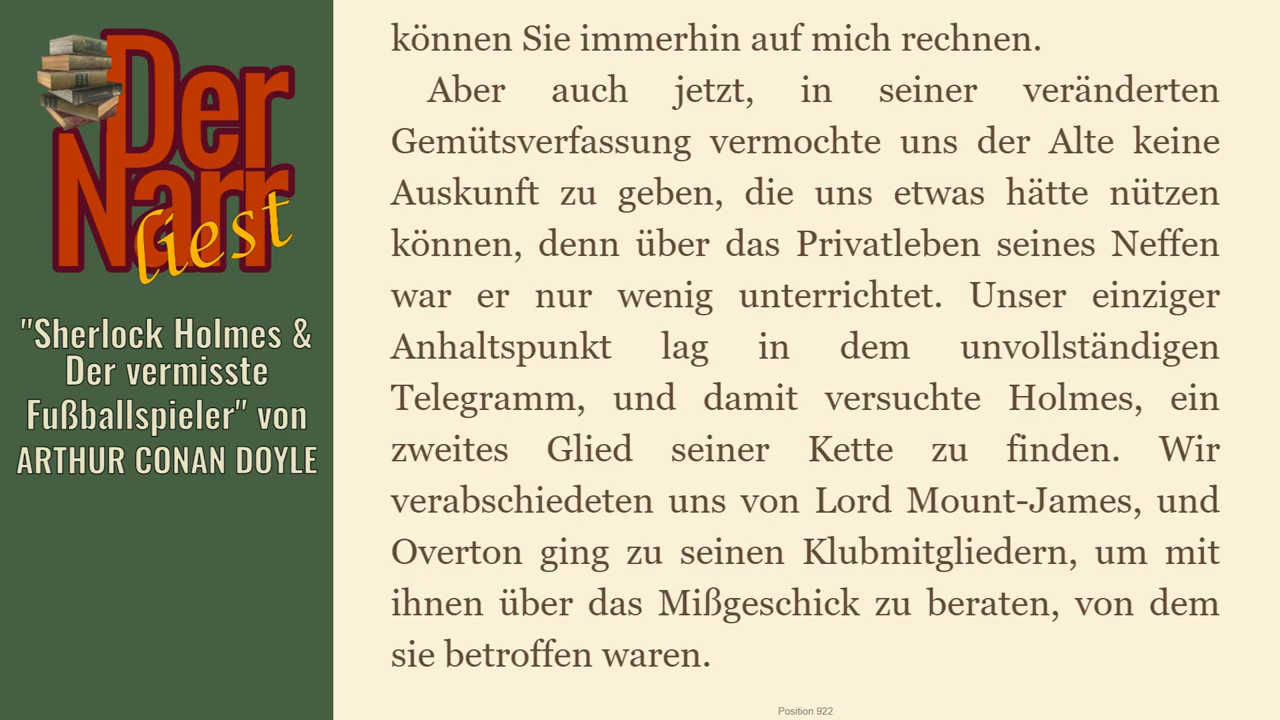 Der
Narr
liest
"Sherlock Holmes &
Der vermisste
Fußballspieler" von
ARTHUR CONAN DOYLE
können Sie immerhin auf mich rechnen.
Aber auch jetzt, in seiner veränderten
Gemütsverfassung vermochte uns der Alte keine
Auskunft zu geben, die uns etwas hätte nützen
können, denn über das Privatleben seines Neffen
war er nur wenig unterrichtet. Unser einziger
Anhaltspunkt lag in dem unvollständigen
Telegramm, und damit versuchte Holmes, ein
zweites Glied seiner Kette zu finden. Wir
verabschiedeten uns von Lord Mount-James, und
Overton ging zu seinen Klubmitgliedern, um mit
ihnen über das Mißgeschick zu beraten, von dem
sie betroffen waren.
Position 922